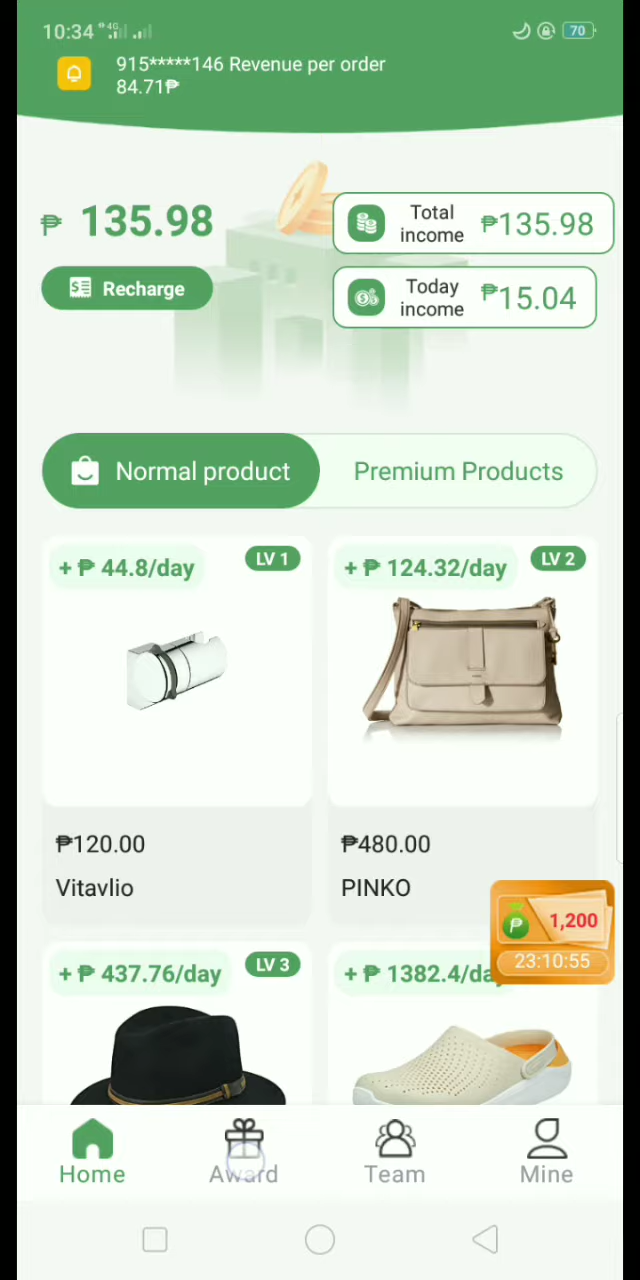 10:34 4G 70
915*****146 Revenue per order
84.71₱
₱ 135.98
Total income ₱135.98
Recharge
Today income ₱15.04
Normal product
Premium Products
+ ₱ 44.8/day
LV 1
+ ₱ 124.32/day
LV 2
₱120.00
Vitavlio
₱480.00
PINKO
₱ 1,200
23:10:55
+ ₱ 437.76/day
LV 3
+ ₱ 1382.4/da
Home
Award
Team
Mine